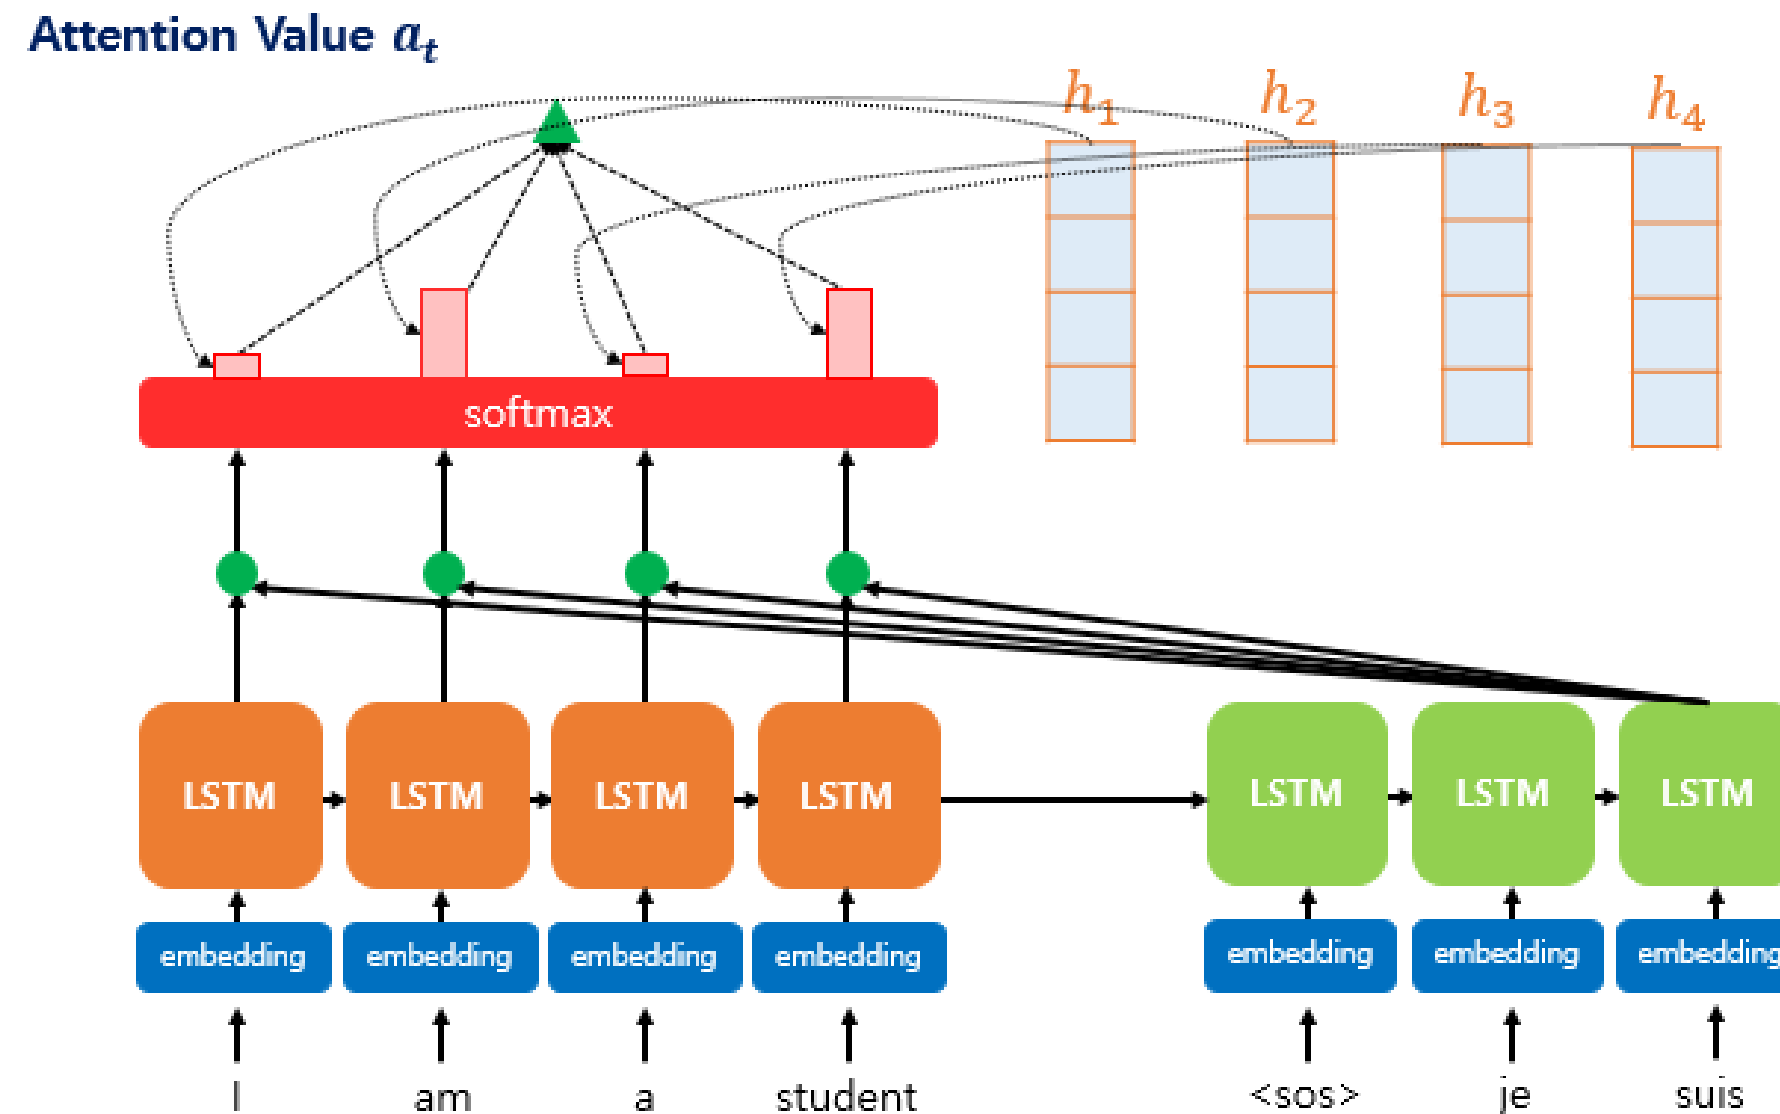 Attention Value a_t
h_1 h_2 h_3 h_4
softmax
LSTM LSTM LSTM LSTM LSTM LSTM LSTM
embedding embedding embedding embedding embedding embedding embedding
I am a student <sos> je suis